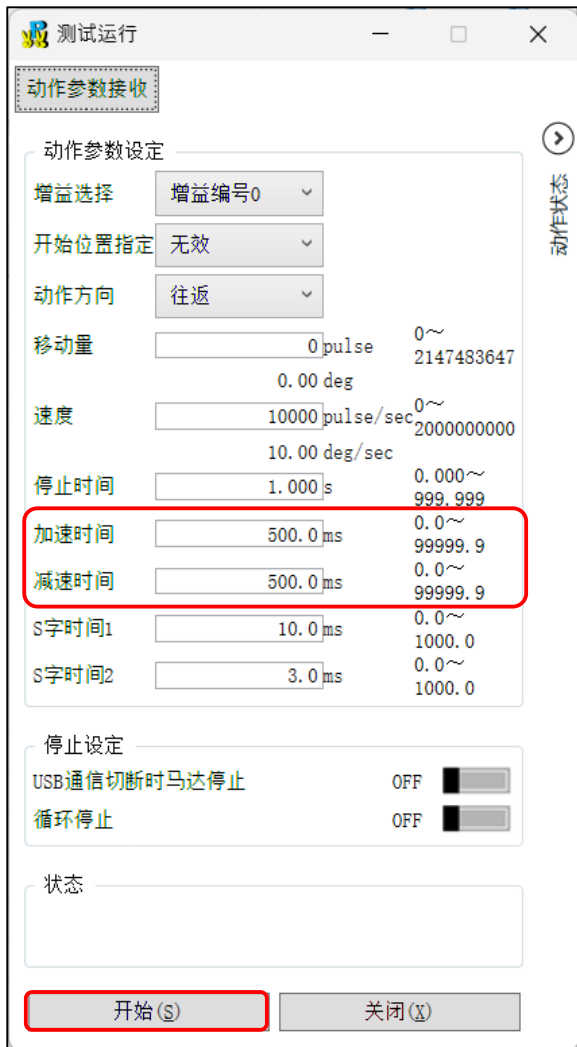 测试运行
动作参数接收
动作状态
动作参数设定
增益选择 增益编号0
开始位置指定 无效
动作方向 往返
移动量 0 pulse 0～2147483647
0.00 deg
速度 10000 pulse/sec 0～2000000000
10.00 deg/sec
停止时间 1.000 s 0.000～999.999
加速时间 500.0 ms 0.0～99999.9
减速时间 500.0 ms 0.0～99999.9
S字时间1 10.0 ms 0.0～1000.0
S字时间2 3.0 ms 0.0～1000.0
停止设定
USB通信切断时马达停止 OFF
循环停止 OFF
状态
开始(S) 关闭(X)